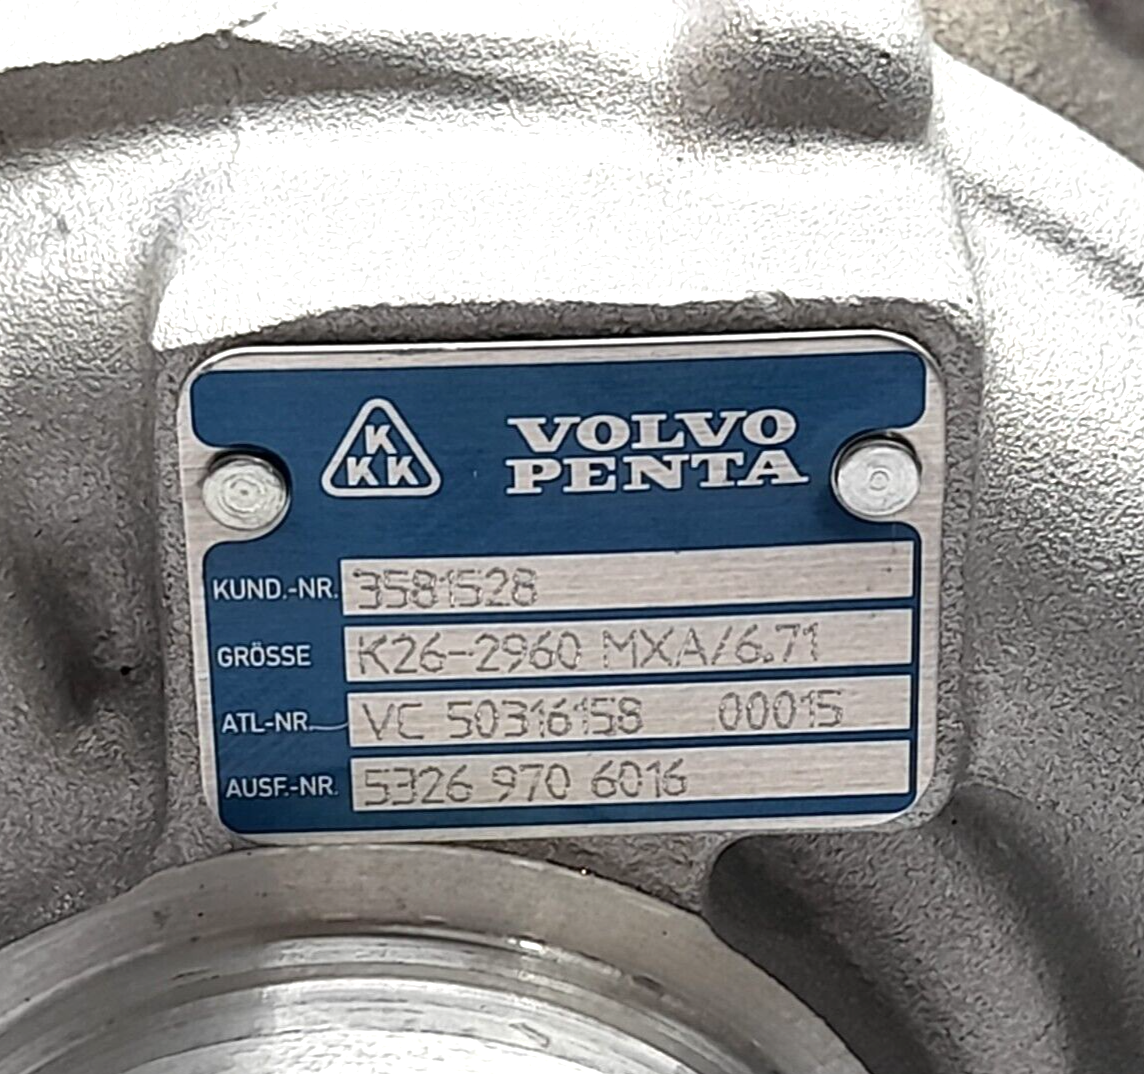 K
KK
VOLVO
PENTA
KUND.-NR. 3581528
GRÖSSE K26-2960 MXA/6.71
ATL-NR. VC 50316158 00015
AUSF.-NR. 5326 970 6016